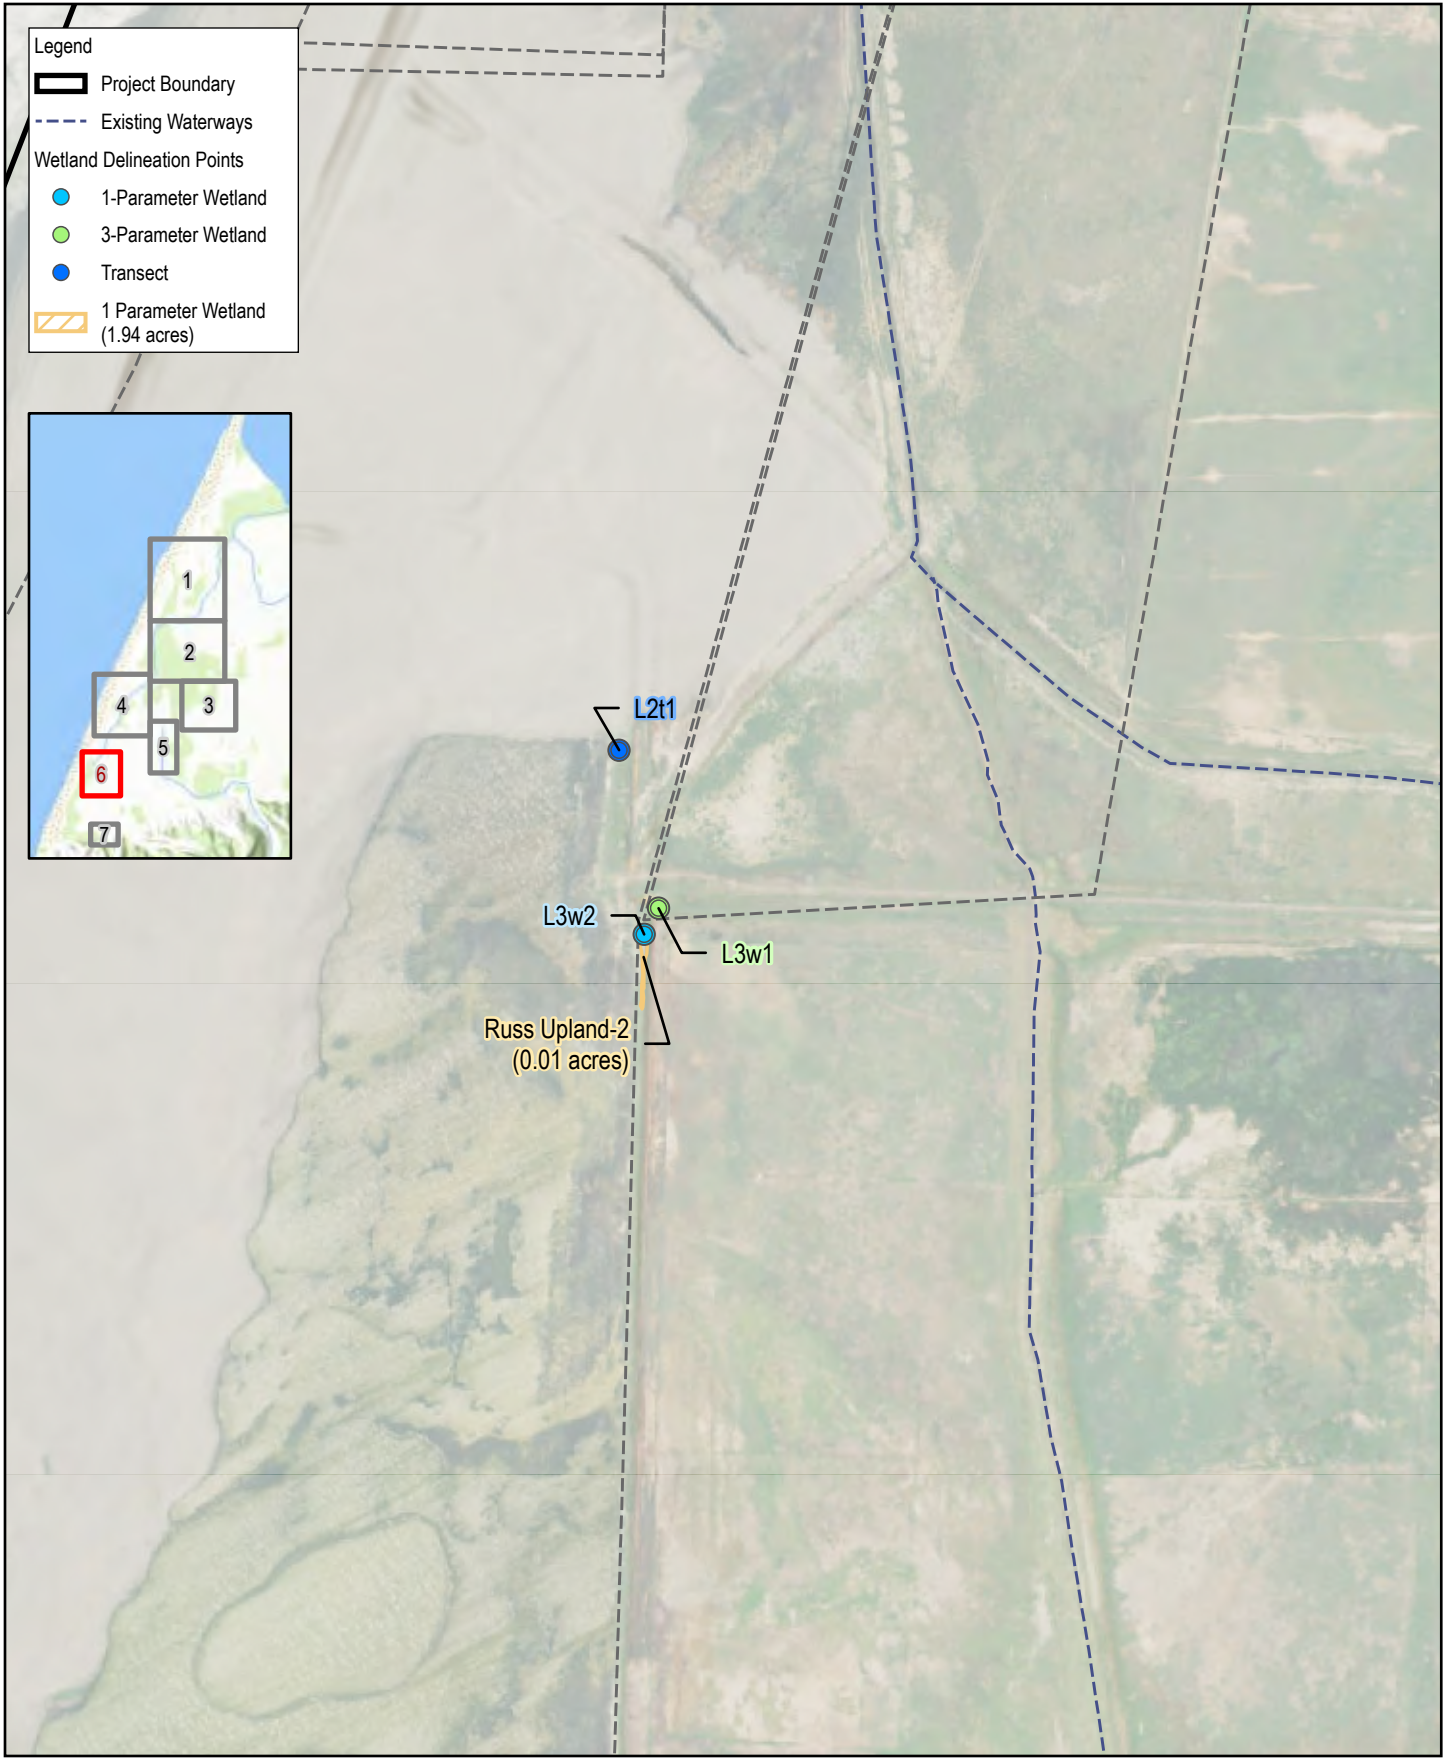 Legend
Project Boundary
Existing Waterways
Wetland Delineation Points
1-Parameter Wetland
3-Parameter Wetland
Transect
1 Parameter Wetland
(1.94 acres)
1
2
3
4
5
6
7
L2t1
L3w2
L3w1
Russ Upland-2
(0.01 acres)